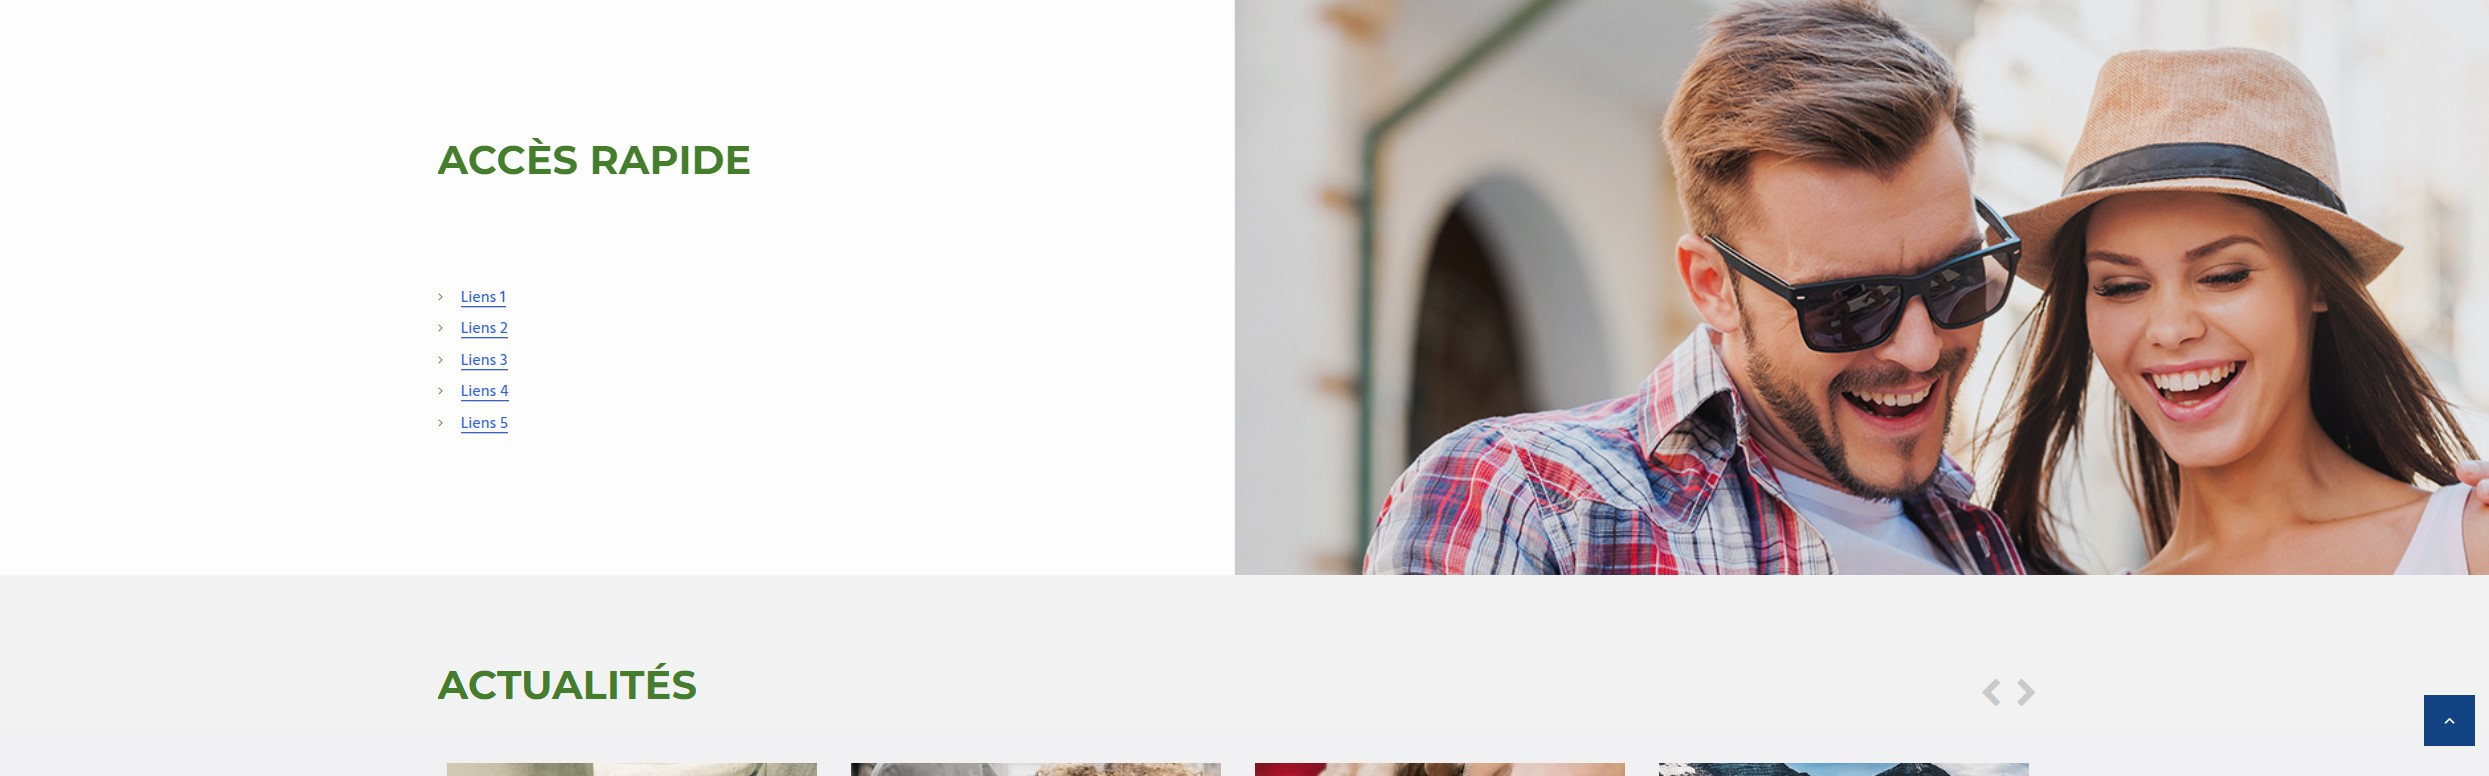 ACCÈS RAPIDE
Liens 1
Liens 2
Liens 3
Liens 4
Liens 5
ACTUALITÉS